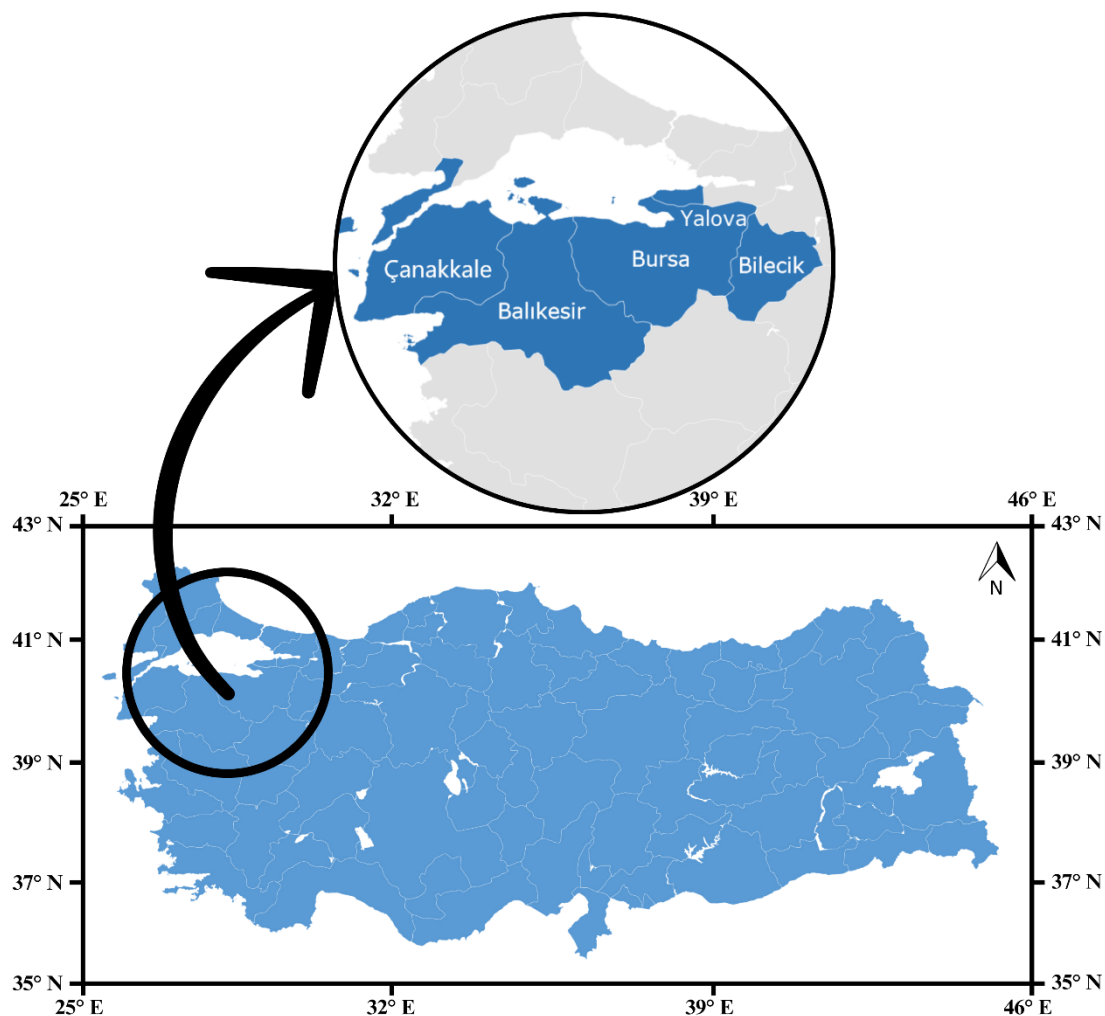 Yalova
Çanakkale
Bursa
Bilecik
Balıkesir
25° E 32° E 39° E 46° E
43° N 43° N
N
41° N 41° N
39° N 39° N
37° N 37° N
35° N 35° N
25° E 32° E 39° E 46° E